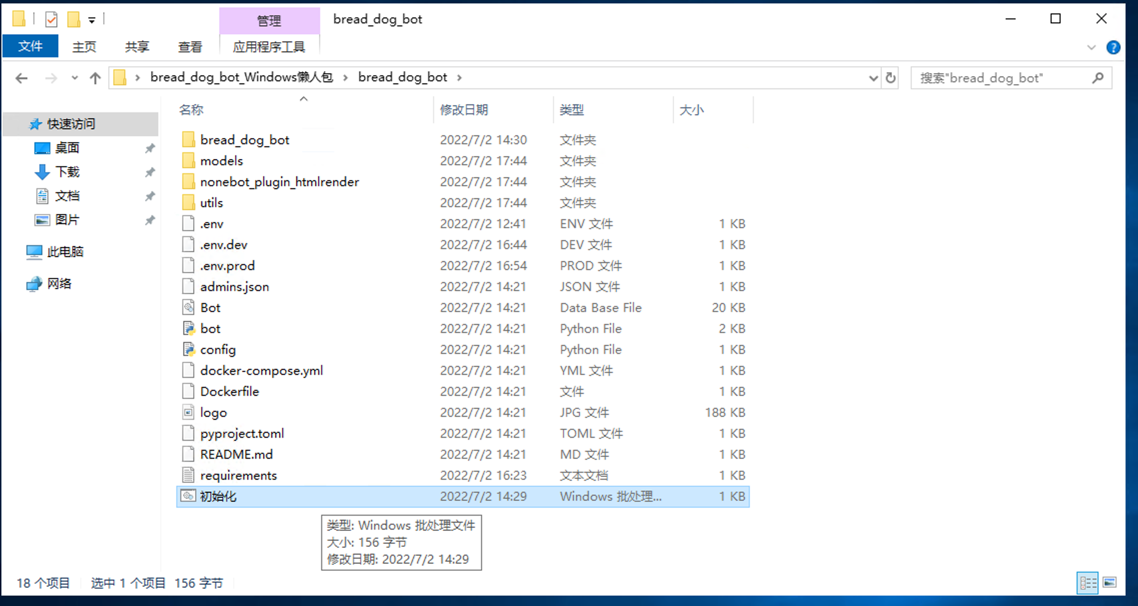 管理 bread_dog_bot
文件 主页 共享 查看 应用程序工具
bread_dog_bot_Windows懒人包 bread_dog_bot 搜索"bread_dog_bot"
名称 修改日期 类型 大小
快速访问
桌面
下载
文档
图片
此电脑
网络
bread_dog_bot 2022/7/2 14:30 文件夹
models 2022/7/2 17:44 文件夹
nonebot_plugin_htmlrender 2022/7/2 17:44 文件夹
utils 2022/7/2 17:44 文件夹
.env 2022/7/2 12:41 ENV 文件 1 KB
.env.dev 2022/7/2 16:44 DEV 文件 1 KB
.env.prod 2022/7/2 16:54 PROD 文件 1 KB
admins.json 2022/7/2 14:21 JSON 文件 1 KB
Bot 2022/7/2 14:21 Data Base File 20 KB
bot 2022/7/2 14:21 Python File 2 KB
config 2022/7/2 14:21 Python File 1 KB
docker-compose.yml 2022/7/2 14:21 YML 文件 1 KB
Dockerfile 2022/7/2 14:21 文件 1 KB
logo 2022/7/2 14:21 JPG 文件 188 KB
pyproject.toml 2022/7/2 14:21 TOML 文件 1 KB
README.md 2022/7/2 14:21 MD 文件 1 KB
requirements 2022/7/2 16:23 文本文档 1 KB
初始化 2022/7/2 14:29 Windows 批处理... 1 KB
类型: Windows 批处理文件
大小: 156 字节
修改日期: 2022/7/2 14:29
18 个项目 选中 1 个项目 156 字节